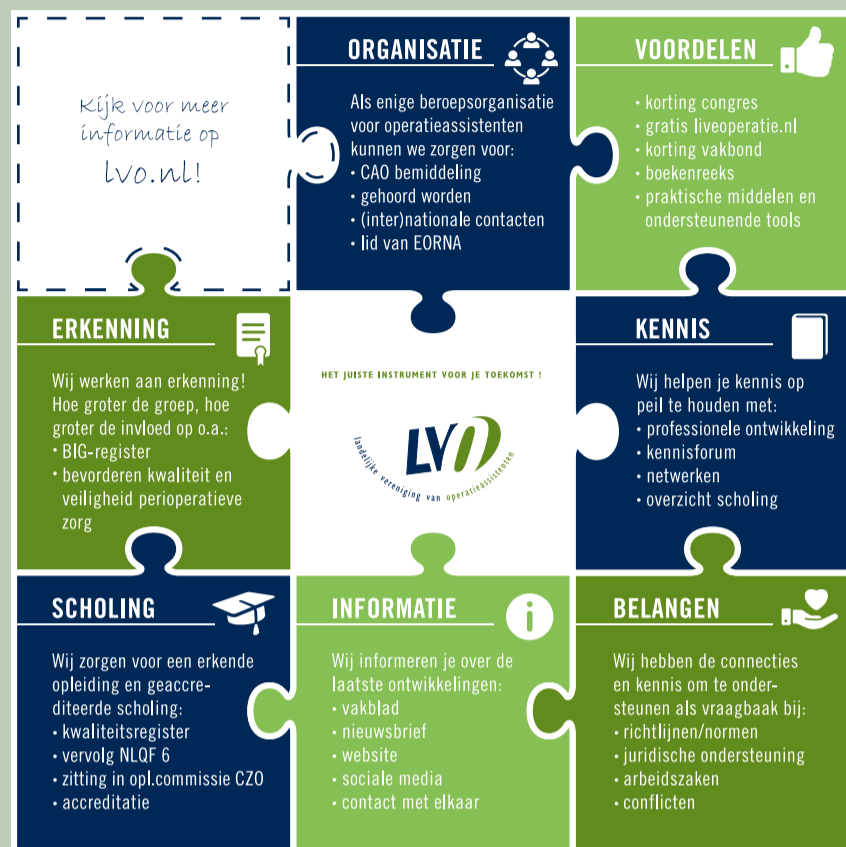 Kijk voor meer
informatie op
lvo.nl!
ORGANISATIE
Als enige beroepsorganisatie
voor operatieassistenten
kunnen we zorgen voor:
• CAO bemiddeling
• gehoord worden
• (inter)nationale contacten
• lid van EORNA
VOORDELEN
• korting congres
• gratis liveoperatie.nl
• korting vakbond
• boekenreeks
• praktische middelen en
ondersteunende tools
ERKENNING
Wij werken aan erkenning!
Hoe groter de groep, hoe
groter de invloed op o.a.:
• BIG-register
• bevorderen kwaliteit en
veiligheid perioperatieve
zorg
HET JUISTE INSTRUMENT VOOR JE TOEKOMST !
LVO
landelijke vereniging van operatieassistenten
KENNIS
Wij helpen je kennis op
peil te houden met:
• professionele ontwikkeling
• kennisforum
• netwerken
• overzicht scholing
SCHOLING
Wij zorgen voor een erkende
opleiding en geaccre-
diteerde scholing:
• kwaliteitsregister
• vervolg NLQF 6
• zitting in opl.commissie CZO
• accreditatie
INFORMATIE
i
Wij informeren je over de
laatste ontwikkelingen:
• vakblad
• nieuwsbrief
• website
• sociale media
• contact met elkaar
BELANGEN
Wij hebben de connecties
en kennis om te onder-
steunen als vraagbaak bij:
• richtlijnen/normen
• juridische ondersteuning
• arbeidszaken
• conflicten